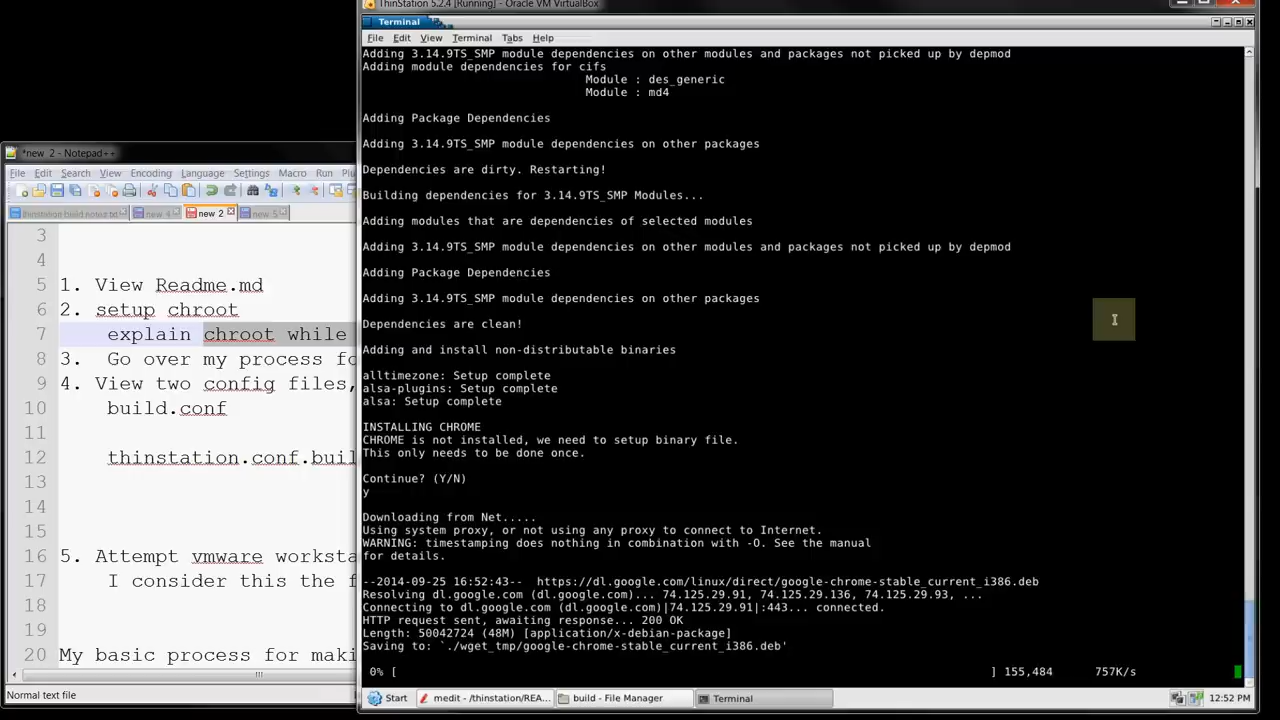 ThinStation 5.2.4 [Running] - Oracle VM VirtualBox
Terminal
File Edit View Terminal Tabs Help
Adding 3.14.9TS_SMP module dependencies on other modules and packages not picked up by depmod
Adding module dependencies for cifs
Module : des_generic
Module : md4
Adding Package Dependencies
Adding 3.14.9TS_SMP module dependencies on other packages
Dependencies are dirty. Restarting!
Building dependencies for 3.14.9TS_SMP Modules...
Adding modules that are dependencies of selected modules
Adding 3.14.9TS_SMP module dependencies on other modules and packages not picked up by depmod
Adding Package Dependencies
Adding 3.14.9TS_SMP module dependencies on other packages
Dependencies are clean!
Adding and install non-distributable binaries
alltimezone: Setup complete
alsa-plugins: Setup complete
alsa: Setup complete
INSTALLING CHROME
CHROME is not installed, we need to setup binary file.
This only needs to be done once.
Continue? (Y/N)
y
Downloading from Net.....
Using system proxy, or not using any proxy to connect to Internet.
WARNING: timestamping does nothing in combination with -O. See the manual
for details.
--2014-09-25 16:52:43-- https://dl.google.com/linux/direct/google-chrome-stable_current_i386.deb
Resolving dl.google.com (dl.google.com)... 74.125.29.91, 74.125.29.136, 74.125.29.93, ...
Connecting to dl.google.com (dl.google.com)|74.125.29.91|:443... connected.
HTTP request sent, awaiting response... 200 OK
Length: 50042724 (48M) [application/x-debian-package]
Saving to: `./wget_tmp/google-chrome-stable_current_i386.deb'
0% [ ] 155,484 757K/s
Start medit - /thinstation/REA... build - File Manager Terminal 12:52 PM
*new 2 - Notepad++
File Edit Search View Encoding Language Settings Macro Run Plu
thinstation build notes.txt new 4 new 2 new 5
3
4
5 1. View Readme.md
6 2. setup chroot
7 explain chroot while
8 3. Go over my process fo
9 4. View two config files,
10 build.conf
11
12 thinstation.conf.buil
13
14
15
16 5. Attempt vmware worksta
17 I consider this the f
18
19
20 My basic process for maki
Normal text file